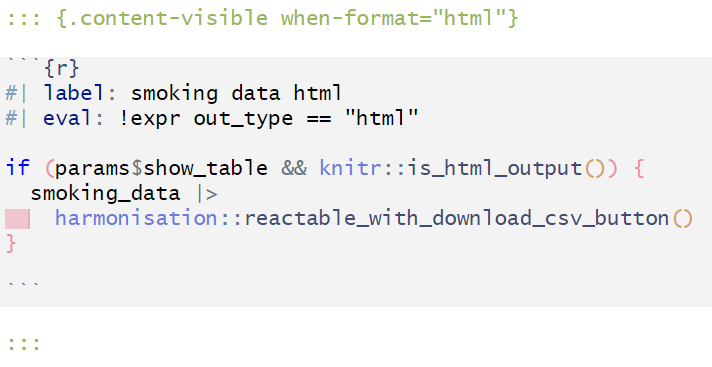 ::: {.content-visible when-format="html"}
```{r}
#| label: smoking data html
#| eval: !expr out_type == "html"
if (params$show_table && knitr::is_html_output()) {
  smoking_data |>
    harmonisation::reactable_with_download_csv_button()
}
```
:::